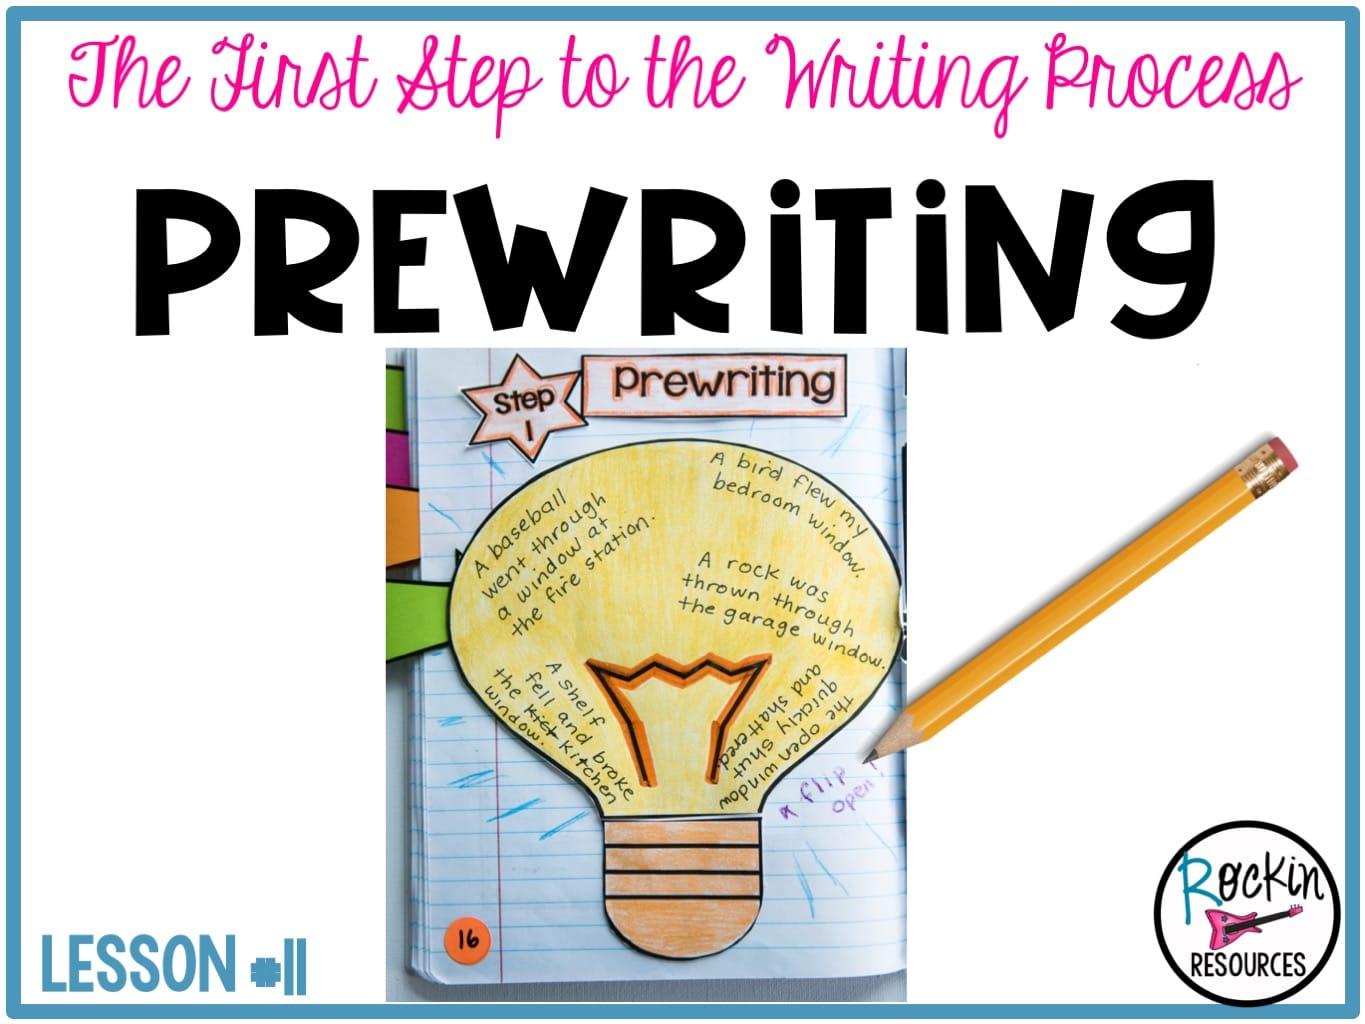 The First Step to the Writing Process
PREWRITING
Step
1
Prewriting
A baseball
went through
a window at
the fire station.
A bird flew my
bedroom window.
A rock was
thrown through
the garage window.
A shelf
fell and broke
the kitchen
window.
The open window
quickly shut
and shattered.
a flip
open!
16
LESSON #11
Rockin
RESOURCES